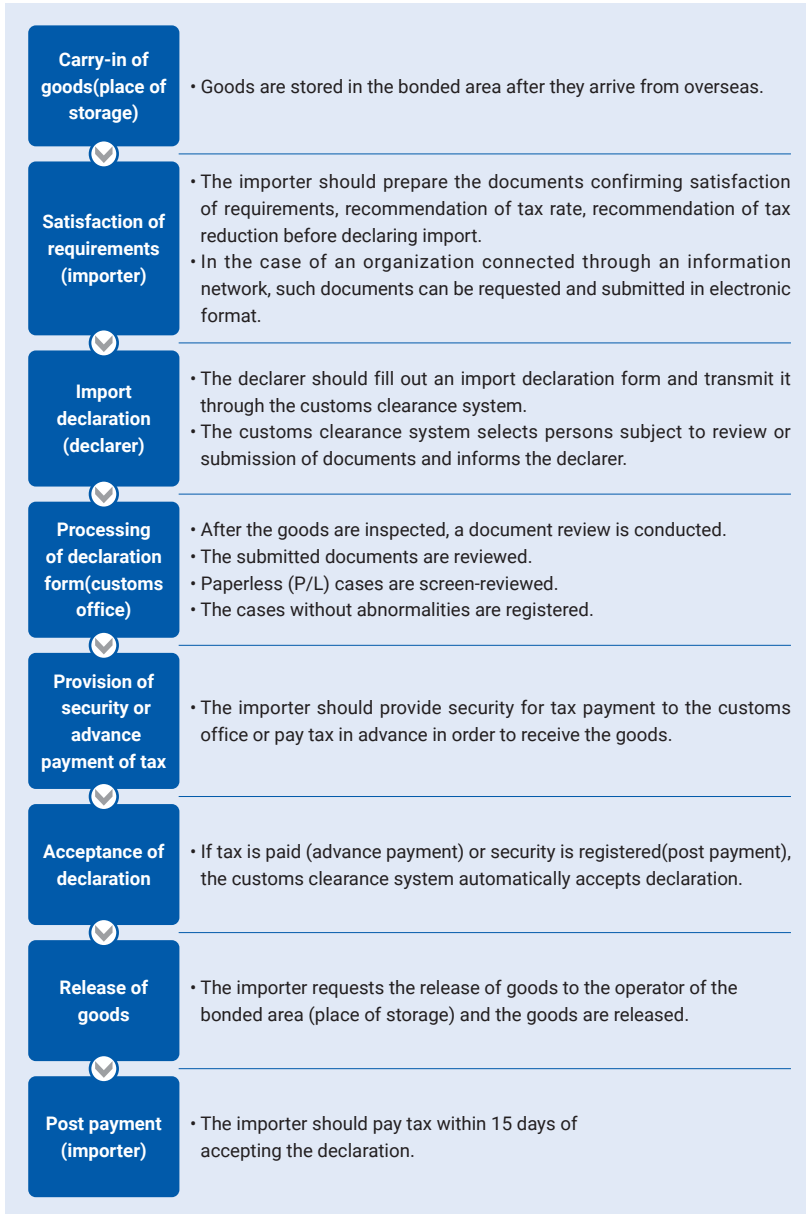 Carry-in of
goods(place of
storage)
• Goods are stored in the bonded area after they arrive from overseas.
Satisfaction of
requirements
(importer)
• The importer should prepare the documents confirming satisfaction
of requirements, recommendation of tax rate, recommendation of tax
reduction before declaring import.
• In the case of an organization connected through an information
network, such documents can be requested and submitted in electronic
format.
Import
declaration
(declarer)
• The declarer should fill out an import declaration form and transmit it
through the customs clearance system.
• The customs clearance system selects persons subject to review or
submission of documents and informs the declarer.
Processing
of declaration
form(customs
office)
• After the goods are inspected, a document review is conducted.
• The submitted documents are reviewed.
• Paperless (P/L) cases are screen-reviewed.
• The cases without abnormalities are registered.
Provision of
security or
advance
payment of tax
• The importer should provide security for tax payment to the customs
office or pay tax in advance in order to receive the goods.
Acceptance of
declaration
• If tax is paid (advance payment) or security is registered(post payment),
the customs clearance system automatically accepts declaration.
Release of
goods
• The importer requests the release of goods to the operator of the
bonded area (place of storage) and the goods are released.
Post payment
(importer)
• The importer should pay tax within 15 days of
accepting the declaration.